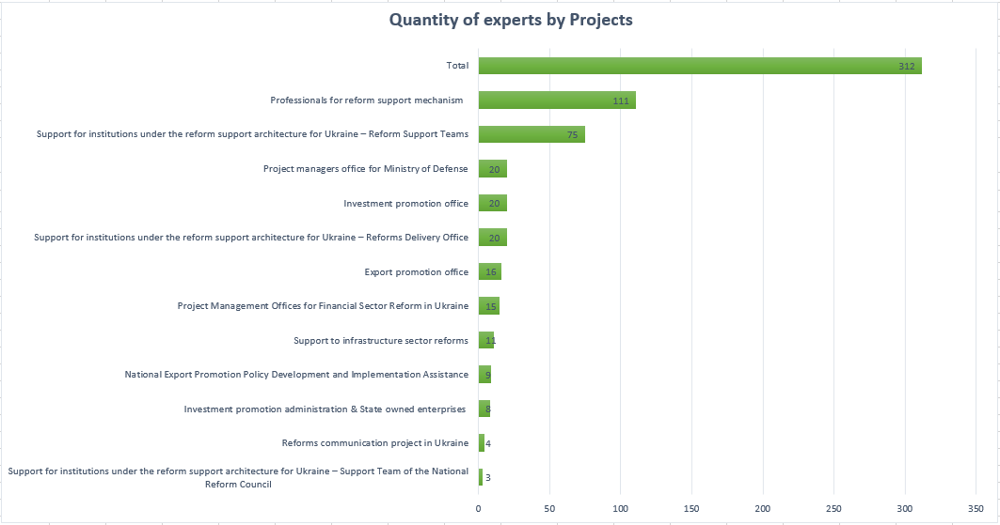 Quantity of experts by Projects
Total
312
Professionals for reform support mechanism
111
Support for institutions under the reform support architecture for Ukraine – Reform Support Teams
75
Project managers office for Ministry of Defense
20
Investment promotion office
20
Support for institutions under the reform support architecture for Ukraine – Reforms Delivery Office
20
Export promotion office
16
Project Management Offices for Financial Sector Reform in Ukraine
15
Support to infrastructure sector reforms
11
National Export Promotion Policy Development and Implementation Assistance
9
Investment promotion administration & State owned enterprises
8
Reforms communication project in Ukraine
4
Support for institutions under the reform support architecture for Ukraine – Support Team of the National
Reform Council
3
0 50 100 150 200 250 300 350